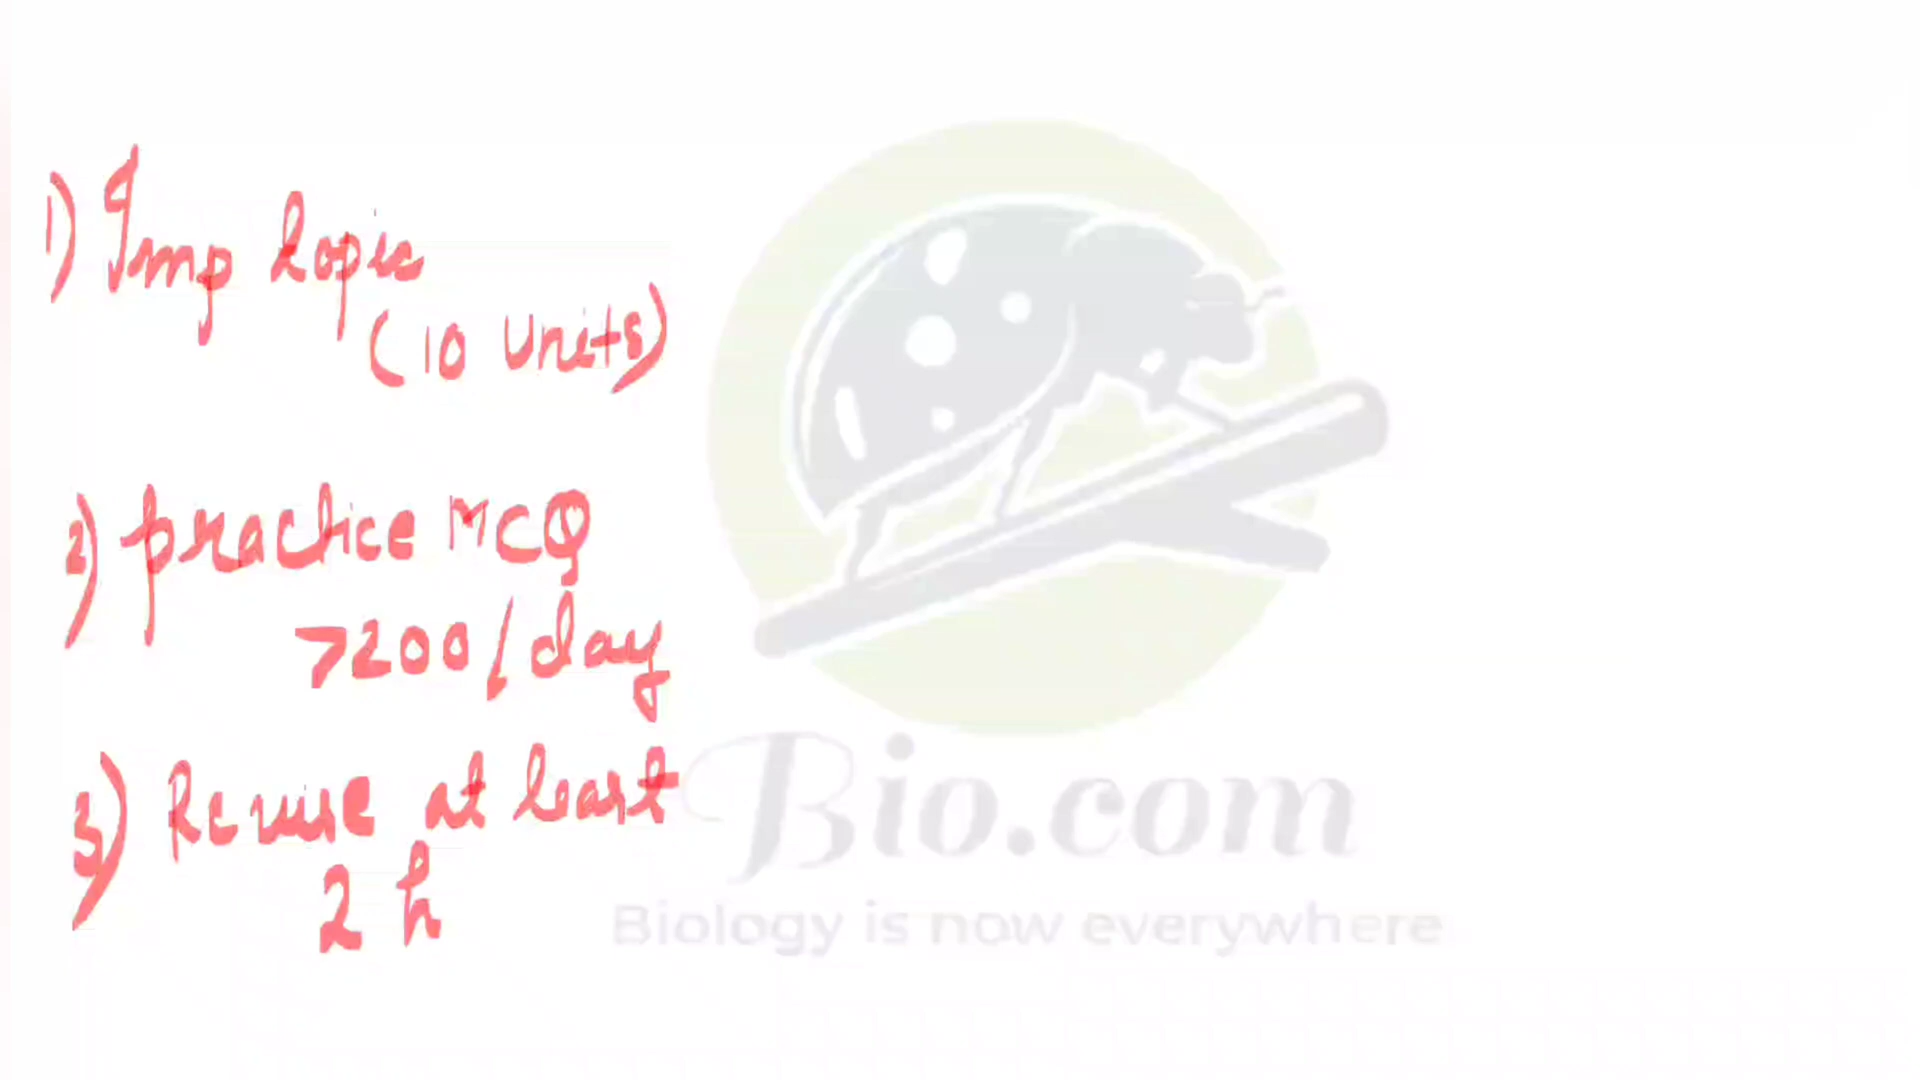 1) Imp topic
(10 Units)
2) practice MCQ
>200/day
3) Revise at least
2 h
Bio.com
Biology is now everywhere